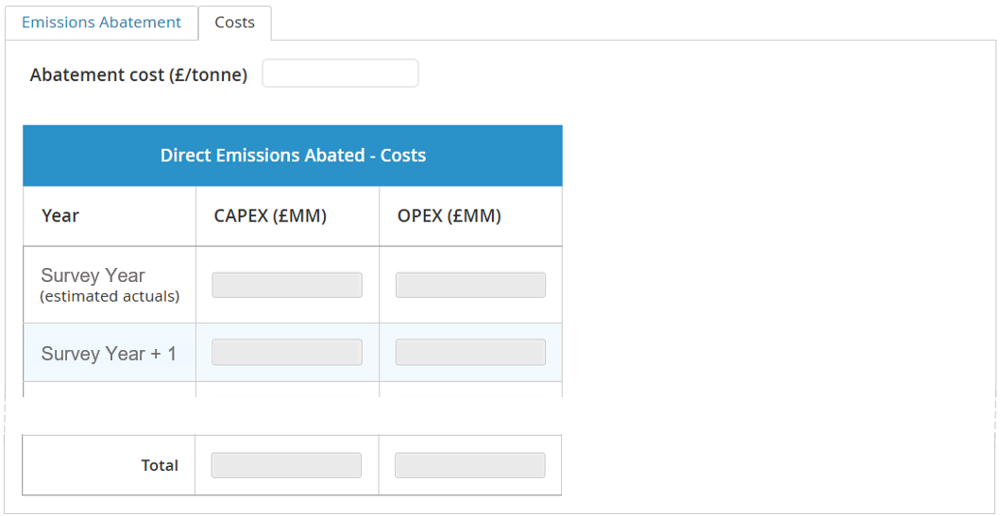 Emissions Abatement
Costs
Abatement cost (£/tonne)
Direct Emissions Abated - Costs
Year
CAPEX (£MM)
OPEX (£MM)
Survey Year
(estimated actuals)
Survey Year + 1
Total